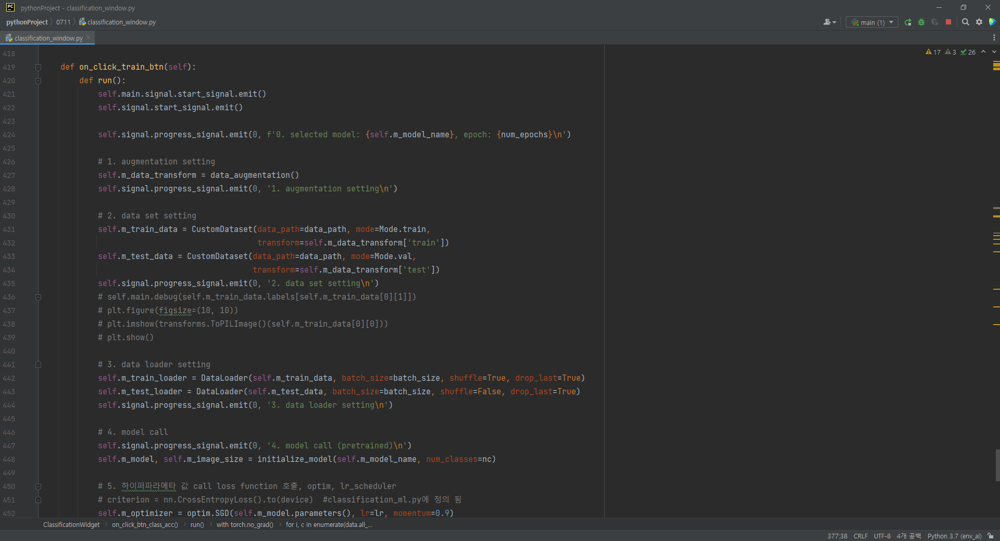 PC pythonProject - classification_window.py
pythonProject 0711 classification_window.py main (1)
classification_window.py
17 3 26
418
419 def on_click_train_btn(self):
420 def run():
421 self.main.signal.start_signal.emit()
422 self.signal.start_signal.emit()
423
424 self.signal.progress_signal.emit(0, f'0. selected model: {self.m_model_name}, epoch: {num_epochs}\n')
425
426 # 1. augmentation setting
427 self.m_data_transform = data_augmentation()
428 self.signal.progress_signal.emit(0, '1. augmentation setting\n')
429
430 # 2. data set setting
431 self.m_train_data = CustomDataset(data_path=data_path, mode=Mode.train,
432 transform=self.m_data_transform['train'])
433 self.m_test_data = CustomDataset(data_path=data_path, mode=Mode.val,
434 transform=self.m_data_transform['test'])
435 self.signal.progress_signal.emit(0, '2. data set setting\n')
436 # self.main.debug(self.m_train_data.labels[self.m_train_data[0][1]])
437 # plt.figure(figsize=(10, 10))
438 # plt.imshow(transforms.ToPILImage()(self.m_train_data[0][0]))
439 # plt.show()
440
441 # 3. data loader setting
442 self.m_train_loader = DataLoader(self.m_train_data, batch_size=batch_size, shuffle=True, drop_last=True)
443 self.m_test_loader = DataLoader(self.m_test_data, batch_size=batch_size, shuffle=False, drop_last=True)
444 self.signal.progress_signal.emit(0, '3. data loader setting\n')
445
446 # 4. model call
447 self.signal.progress_signal.emit(0, '4. model call (pretrained)\n')
448 self.m_model, self.m_image_size = initialize_model(self.m_model_name, num_classes=nc)
449
450 # 5. 하이퍼파라메타 값 call loss function 호출, optim, lr_scheduler
451 # criterion = nn.CrossEntropyLoss().to(device) #classification_ml.py에 정의 됨
452 self.m_optimizer = optim.SGD(self.m_model.parameters(), lr=lr, momentum=0.9)
ClassificationWidget on_click_btn_class_acc() run() with torch.no_grad() for i, c in enumerate(data.all_...
377:38 CRLF UTF-8 4개 공백 Python 3.7 (env_ai)